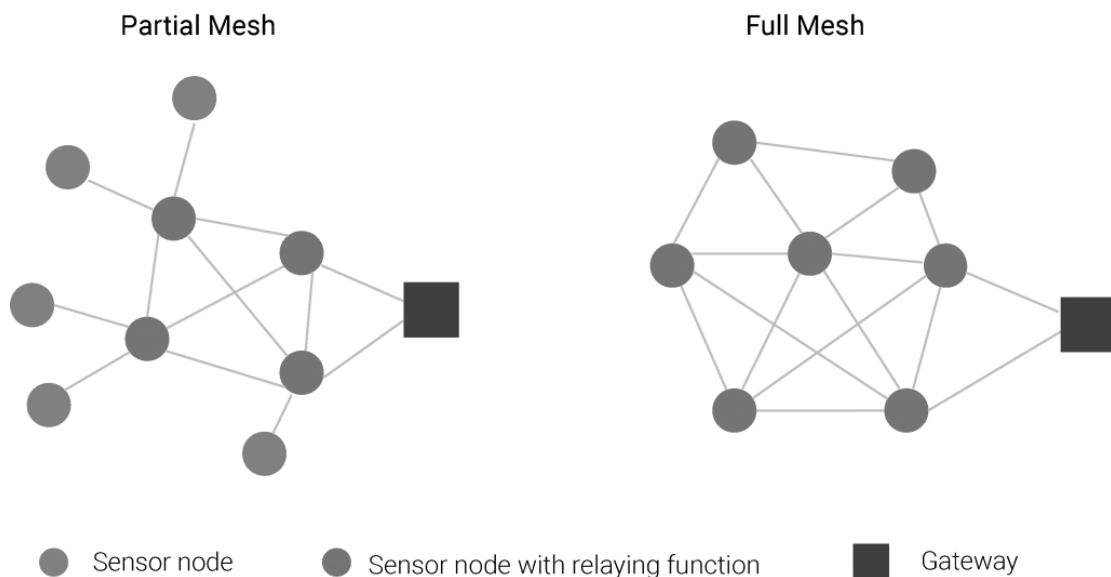 Partial Mesh
Full Mesh
Sensor node
Sensor node with relaying function
Gateway